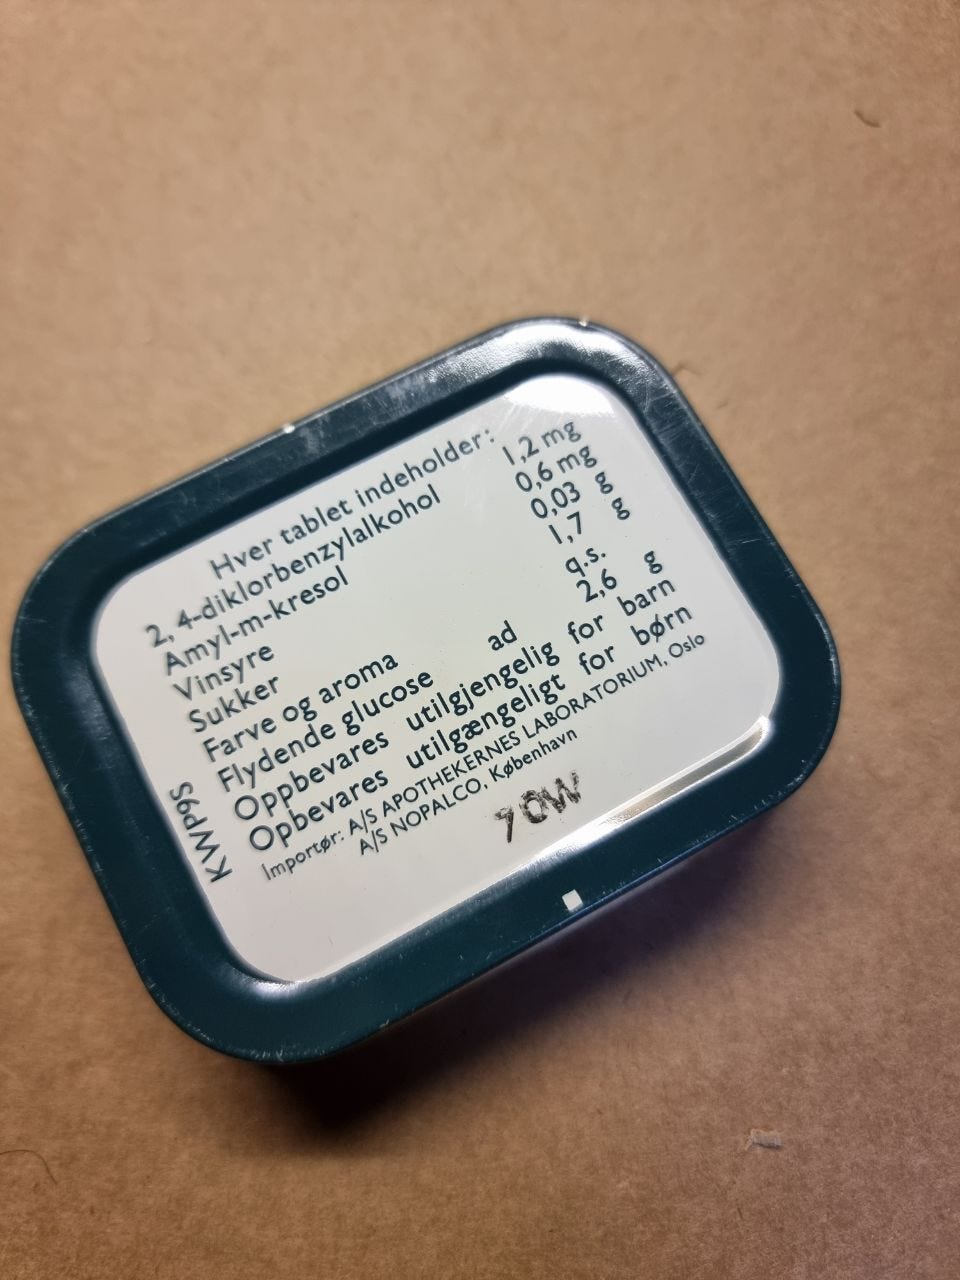 Hver tablet indeholder:
2, 4-diklorbenzylalkohol 1,2 mg
Amyl-m-kresol 0,6 mg
Vinsyre 0,03 g
Sukker 1,7 g
Farve og aroma q.s.
Flydende glucose ad 2,6 g
Oppbevares utilgjengelig for barn
Opbevares utilgængeligt for børn
Importør: A/S APOTHEKERNES LABORATORIUM, Oslo
A/S NOPALCO, København
KWP9S
70W